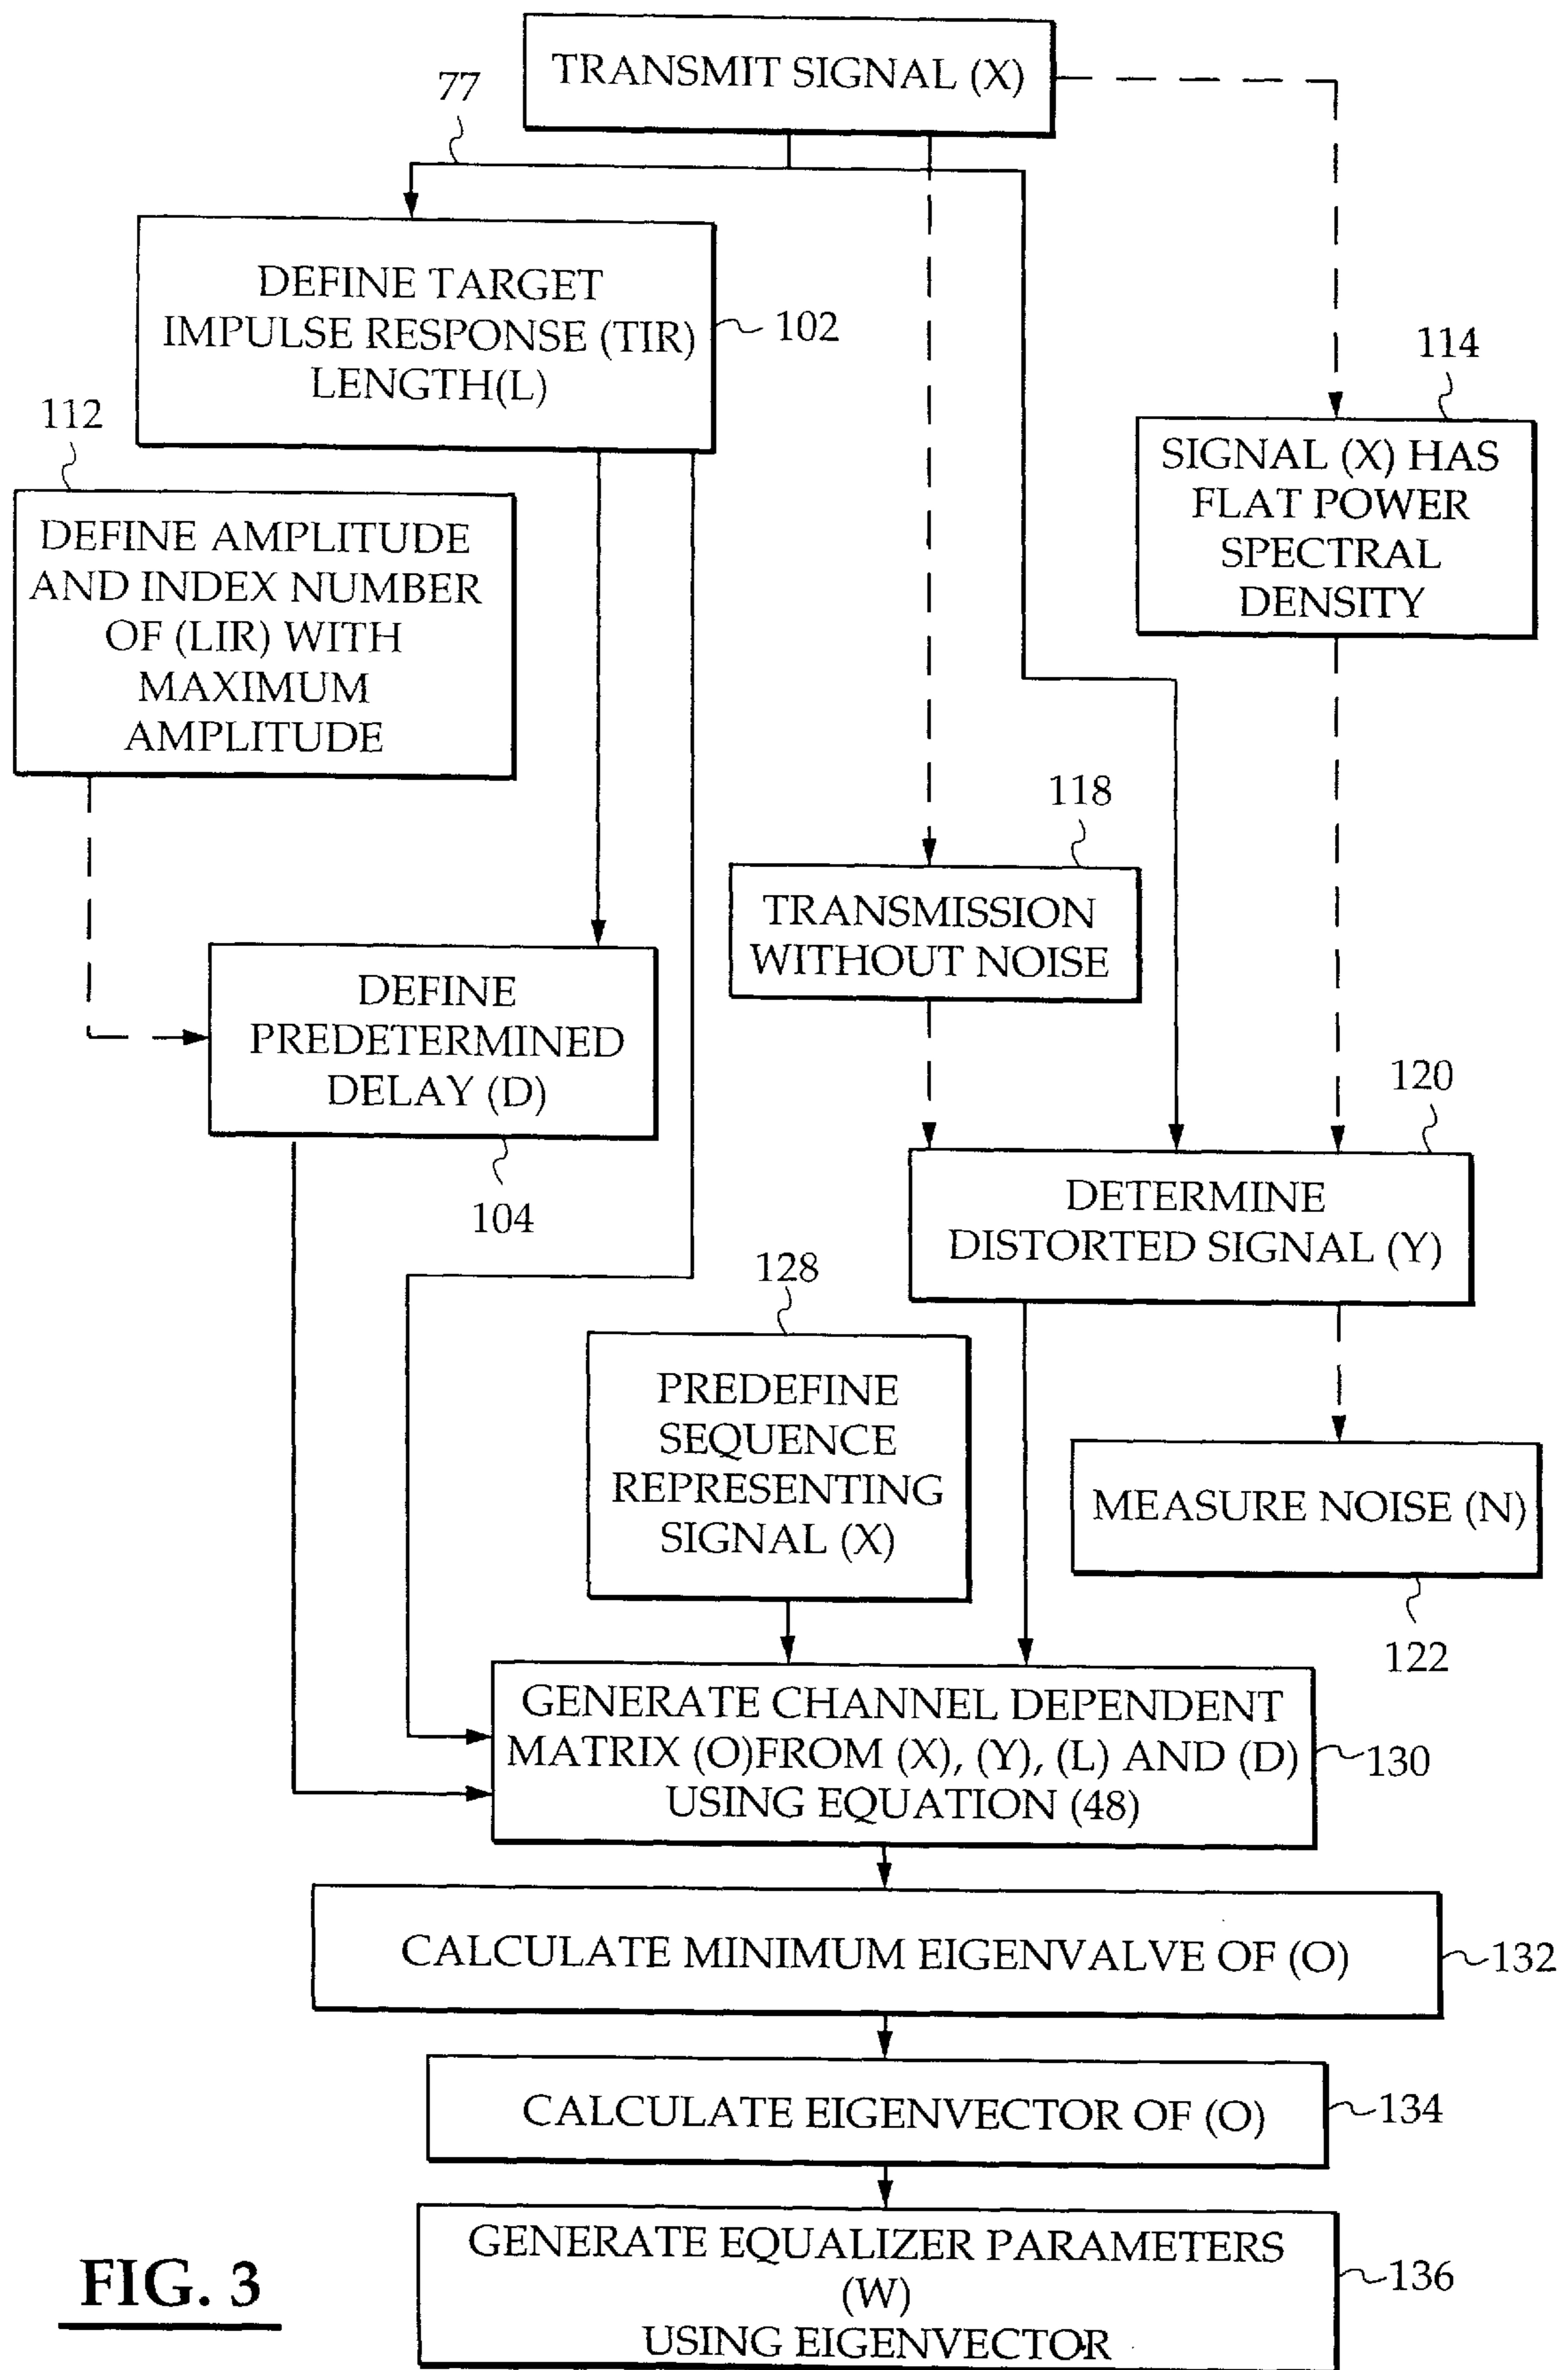 TRANSMIT SIGNAL (X)
77
DEFINE TARGET
IMPULSE RESPONSE (TIR)
LENGTH(L)
102
114
SIGNAL (X) HAS
FLAT POWER
SPECTRAL
DENSITY
112
DEFINE AMPLITUDE
AND INDEX NUMBER
OF (LIR) WITH
MAXIMUM
AMPLITUDE
118
TRANSMISSION
WITHOUT NOISE
DEFINE
PREDETERMINED
DELAY (D)
104
120
DETERMINE
DISTORTED SIGNAL (Y)
128
PREDEFINE
SEQUENCE
REPRESENTING
SIGNAL (X)
MEASURE NOISE (N)
122
GENERATE CHANNEL DEPENDENT
MATRIX (O)FROM (X), (Y), (L) AND (D)
USING EQUATION (48)
130
CALCULATE MINIMUM EIGENVALVE OF (O)
132
CALCULATE EIGENVECTOR OF (O)
134
GENERATE EQUALIZER PARAMETERS
(W)
USING EIGENVECTOR
136
FIG. 3